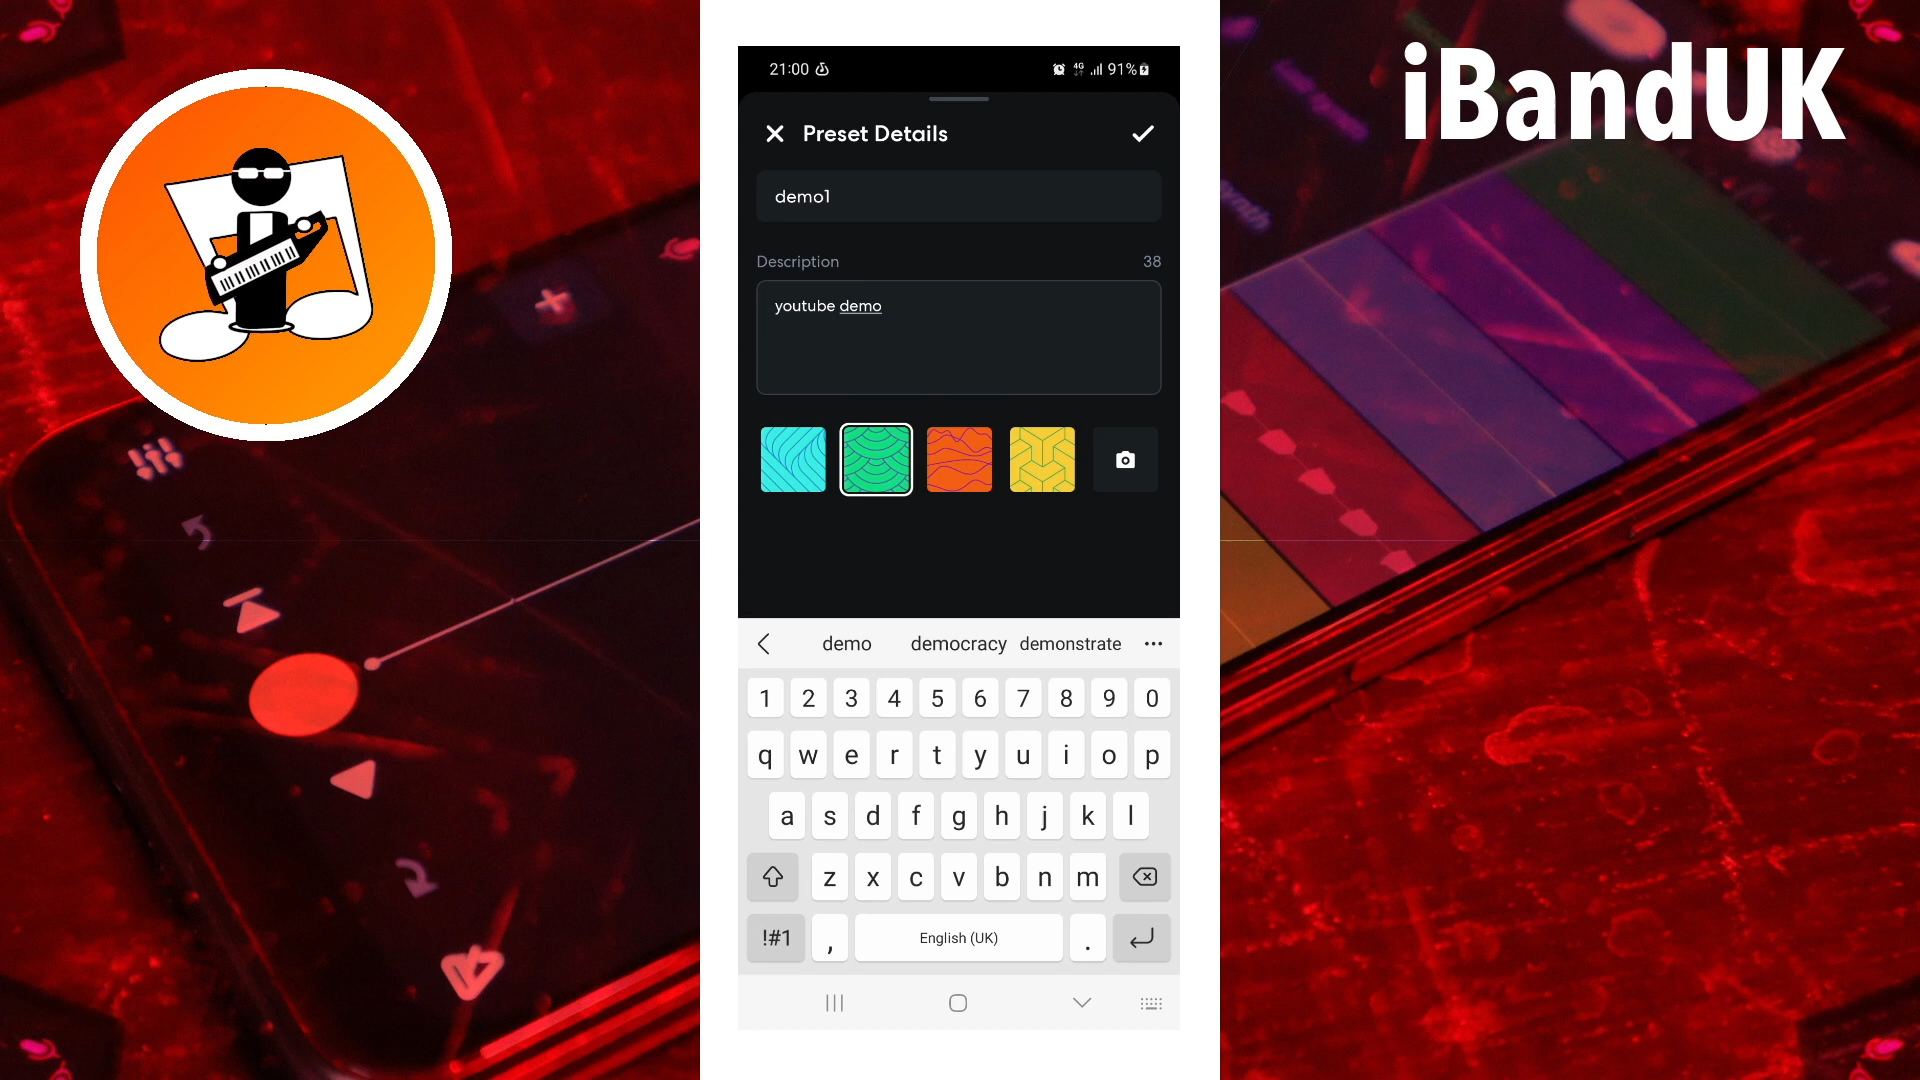 iBandUK
21:00 4G 91%
Preset Details
demo1
Description 38
youtube demo
demo democracy demonstrate
1 2 3 4 5 6 7 8 9 0
q w e r t y u i o p
a s d f g h j k l
z x c v b n m
!#1 , English (UK) .